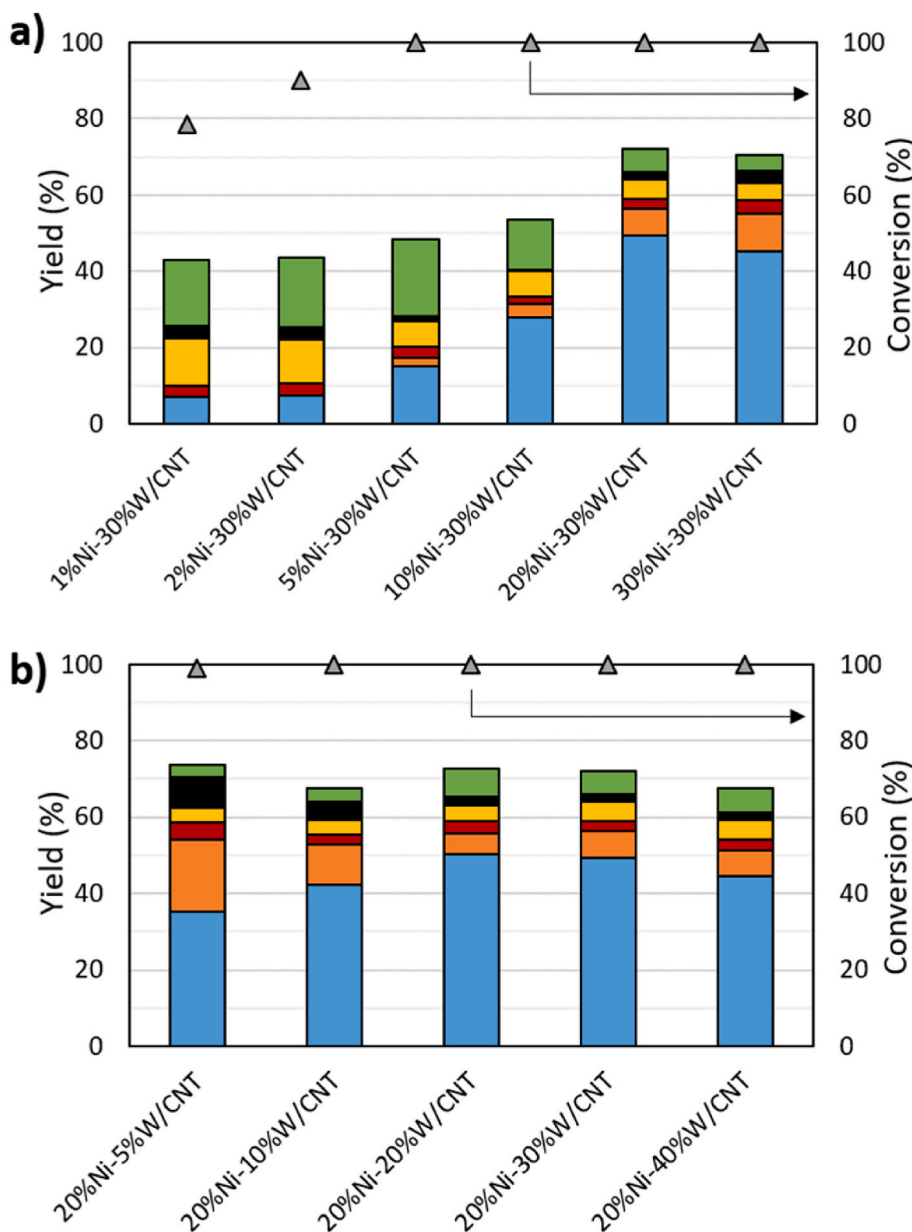 a)
100
80
60
40
20
0
Yield (%)
100
80
60
40
20
0
Conversion (%)
1%Ni-30%W/CNT
2%Ni-30%W/CNT
5%Ni-30%W/CNT
10%Ni-30%W/CNT
20%Ni-30%W/CNT
30%Ni-30%W/CNT
b)
100
80
60
40
20
0
Yield (%)
100
80
60
40
20
0
Conversion (%)
20%Ni-5%W/CNT
20%Ni-10%W/CNT
20%Ni-20%W/CNT
20%Ni-30%W/CNT
20%Ni-40%W/CNT